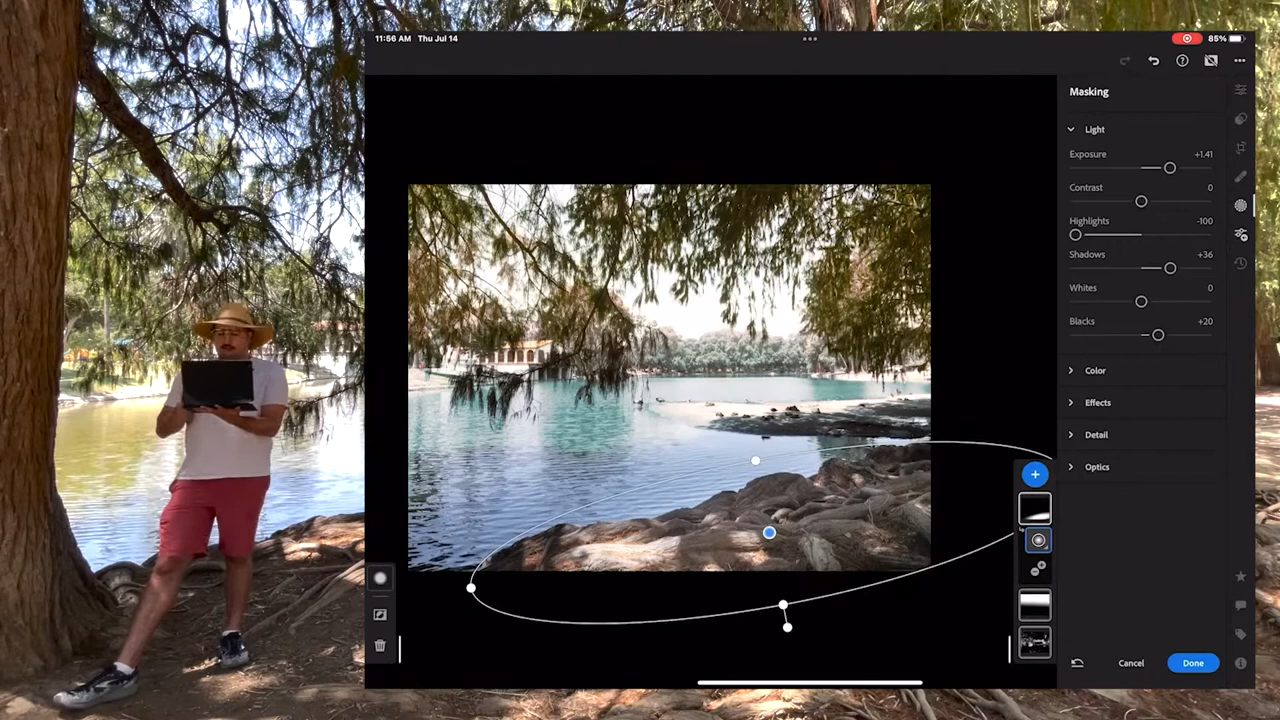 11:56 AM Thu Jul 14
85%
Masking
Light
Exposure +1.41
Contrast 0
Highlights -100
Shadows +36
Whites 0
Blacks +20
Color
Effects
Detail
Optics
Cancel Done